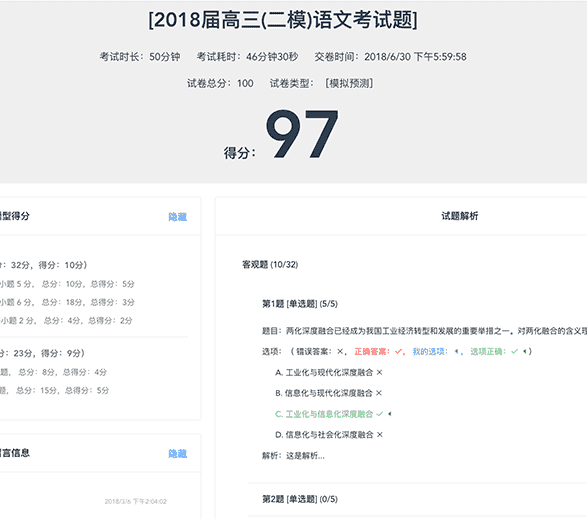 [2018届高三(二模)语文考试题]
考试时长：50分钟 考试耗时：46分钟30秒 交卷时间：2018/6/30 下午5:59:58
试卷总分：100 试卷类型：[模拟预测]
得分：97
型得分 隐藏
：32分，得分：10分）
小题 5 分， 总分：10分，总得分：5分
小题 6 分， 总分：18分，总得分：3分
小题 2 分， 总分：4分，总得分：2分
：23分，得分：9分）
题， 总分：8分，总得分：4分
题， 总分：15分，总得分：5分
言信息 隐藏
2018/3/6 下午2:04:02
试题解析
客观题 (10/32)
第1题 [单选题] (5/5)
题目：两化深度融合已经成为我国工业经济转型和发展的重要举措之一。对两化融合的含义理
选项：（ 错误答案：✕， 正确答案：✓， 我的选项：◂， 选项正确：✓ ◂ ）
A. 工业化与现代化深度融合 ✕
B. 信息化与现代化深度融合 ✕
C. 工业化与信息化深度融合 ✓ ◂
D. 信息化与社会化深度融合 ✕
解析：这是解析...
第2题 [单选题] (0/5)